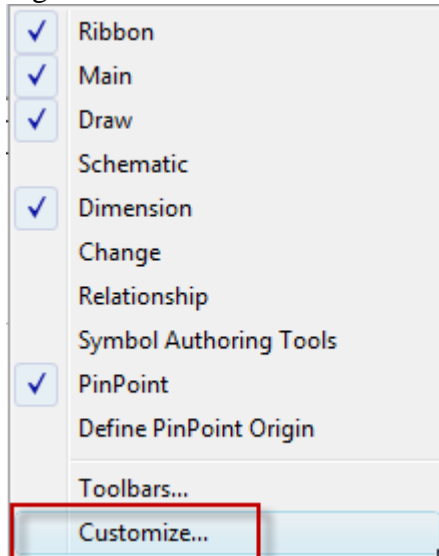 Ribbon
Main
Draw
Schematic
Dimension
Change
Relationship
Symbol Authoring Tools
PinPoint
Define PinPoint Origin
Toolbars...
Customize...